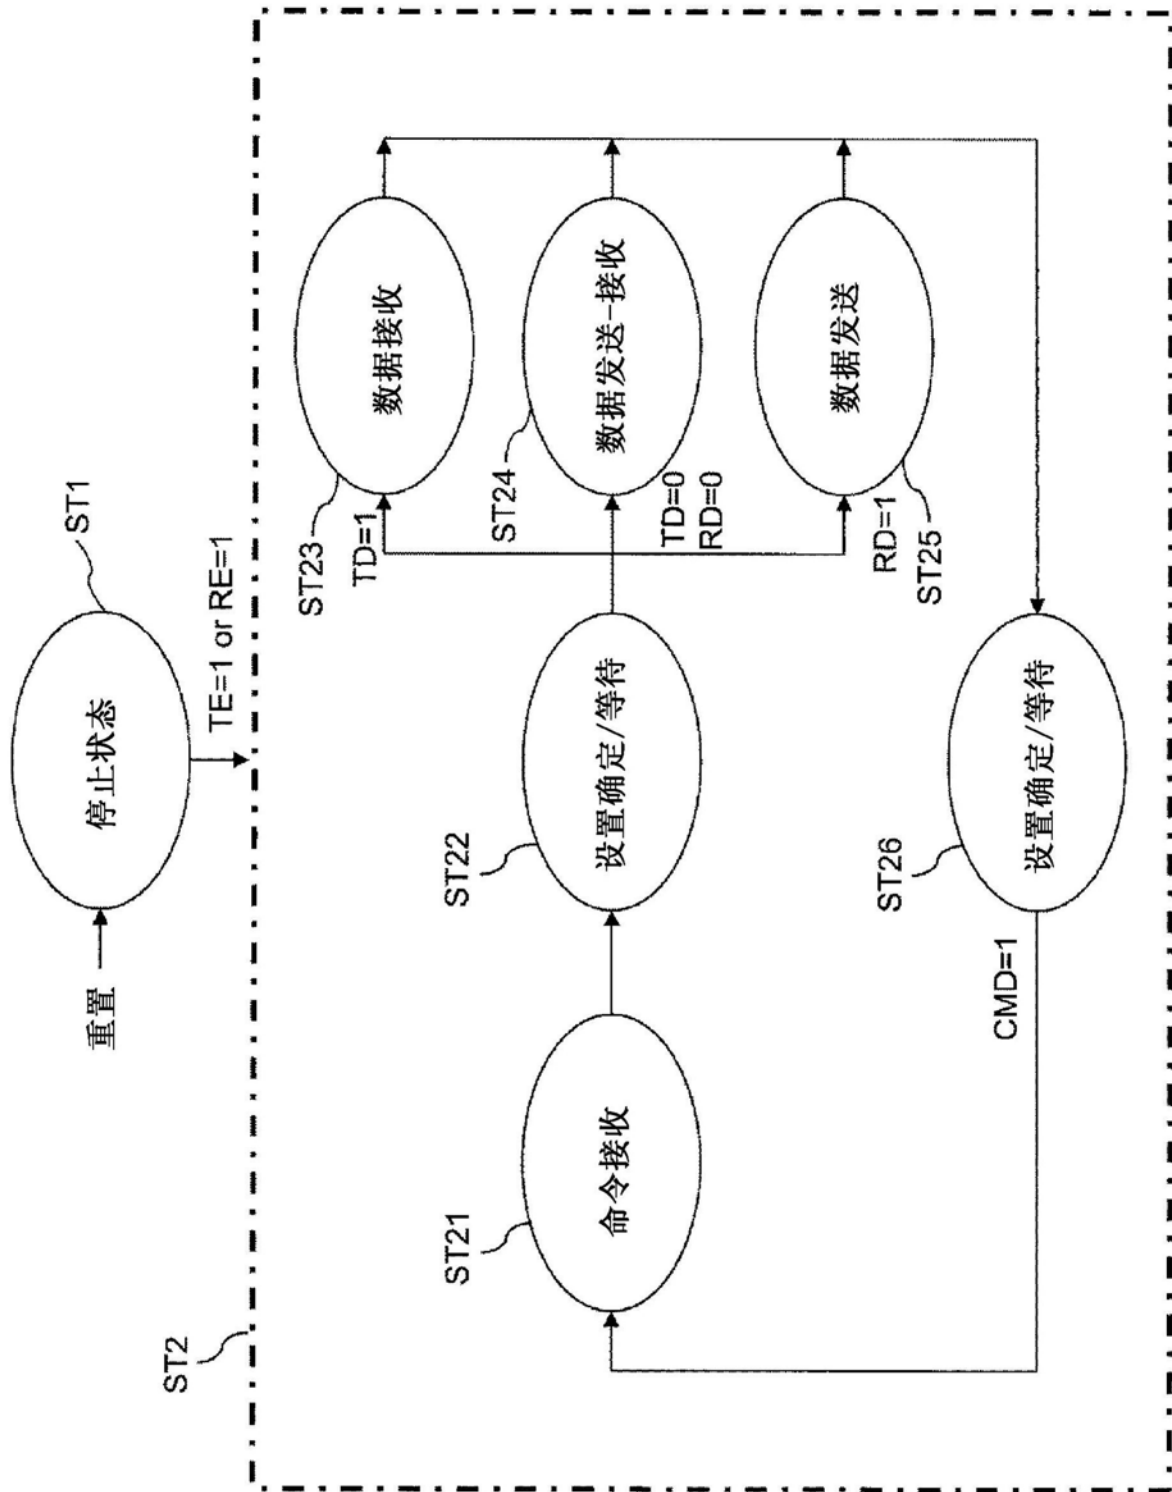 重置
停止状态
ST1
TE=1 or RE=1
ST2
ST21
命令接收
ST22
设置确定/等待
ST23
TD=1
数据接收
ST24
数据发送-接收
TD=0
RD=0
RD=1
ST25
数据发送
ST26
设置确定/等待
CMD=1